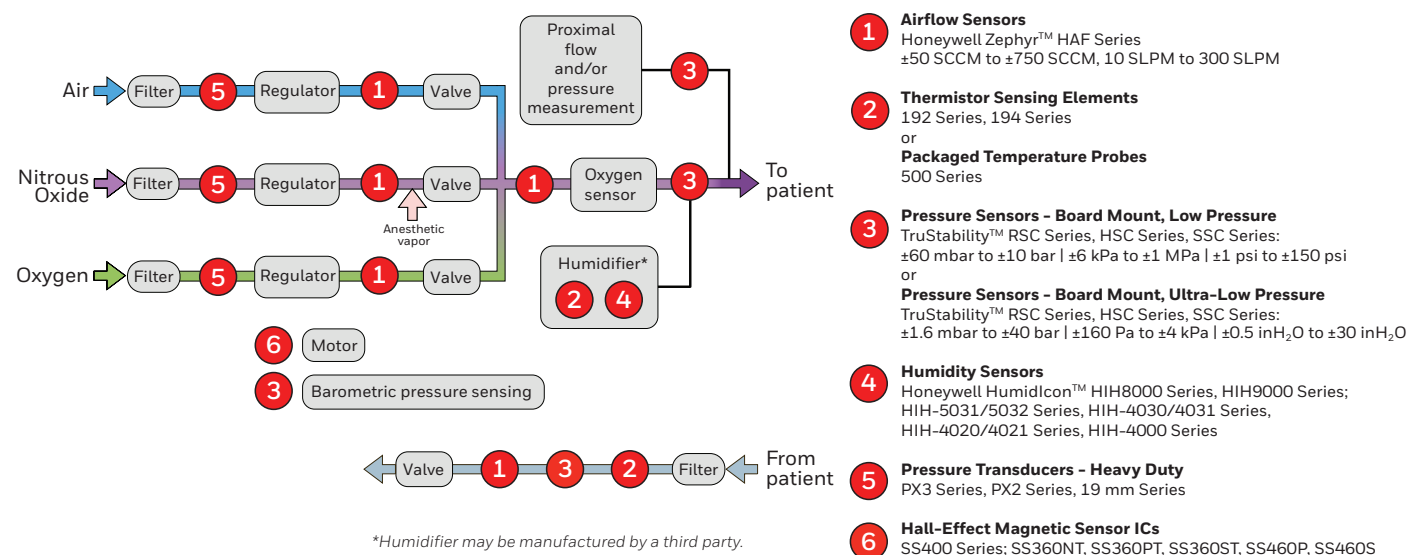 Proximal
flow
and/or
pressure
measurement
3
Air
Filter
5
Regulator
1
Valve
Nitrous
Oxide
Filter
5
Regulator
1
Valve
1
Oxygen
sensor
3
To
patient
Anesthetic
vapor
Oxygen
Filter
5
Regulator
1
Valve
Humidifier*
2
4
6
Motor
3
Barometric pressure sensing
Valve
1
3
2
Filter
From
patient
*Humidifier may be manufactured by a third party.
1
Airflow Sensors
Honeywell Zephyr™ HAF Series
±50 SCCM to ±750 SCCM, 10 SLPM to 300 SLPM
2
Thermistor Sensing Elements
192 Series, 194 Series
or
Packaged Temperature Probes
500 Series
3
Pressure Sensors - Board Mount, Low Pressure
TruStability™ RSC Series, HSC Series, SSC Series:
±60 mbar to ±10 bar | ±6 kPa to ±1 MPa | ±1 psi to ±150 psi
or
Pressure Sensors - Board Mount, Ultra-Low Pressure
TruStability™ RSC Series, HSC Series, SSC Series:
±1.6 mbar to ±40 bar | ±160 Pa to ±4 kPa | ±0.5 inH₂O to ±30 inH₂O
4
Humidity Sensors
Honeywell HumidIcon™ HIH8000 Series, HIH9000 Series;
HIH-5031/5032 Series, HIH-4030/4031 Series,
HIH-4020/4021 Series, HIH-4000 Series
5
Pressure Transducers - Heavy Duty
PX3 Series, PX2 Series, 19 mm Series
6
Hall-Effect Magnetic Sensor ICs
SS400 Series; SS360NT, SS360PT, SS360ST, SS460P, SS460S